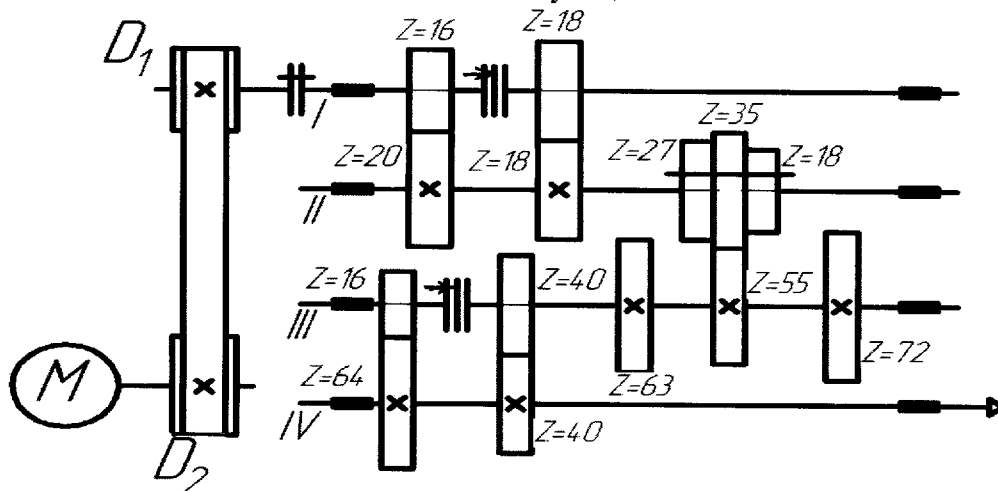 Z=16
Z=18
D₁
I
Z=35
Z=20
Z=18
Z=27
Z=18
II
Z=16
Z=40
Z=55
III
Z=72
M
Z=64
Z=63
IV
Z=40
D₂